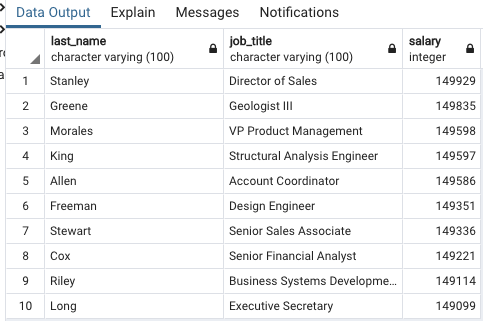 Data Output Explain Messages Notifications
last_name job_title salary
character varying (100) character varying (100) integer
1 Stanley Director of Sales 149929
2 Greene Geologist III 149835
3 Morales VP Product Management 149598
4 King Structural Analysis Engineer 149597
5 Allen Account Coordinator 149586
6 Freeman Design Engineer 149351
7 Stewart Senior Sales Associate 149336
8 Cox Senior Financial Analyst 149221
9 Riley Business Systems Developme... 149114
10 Long Executive Secretary 149099